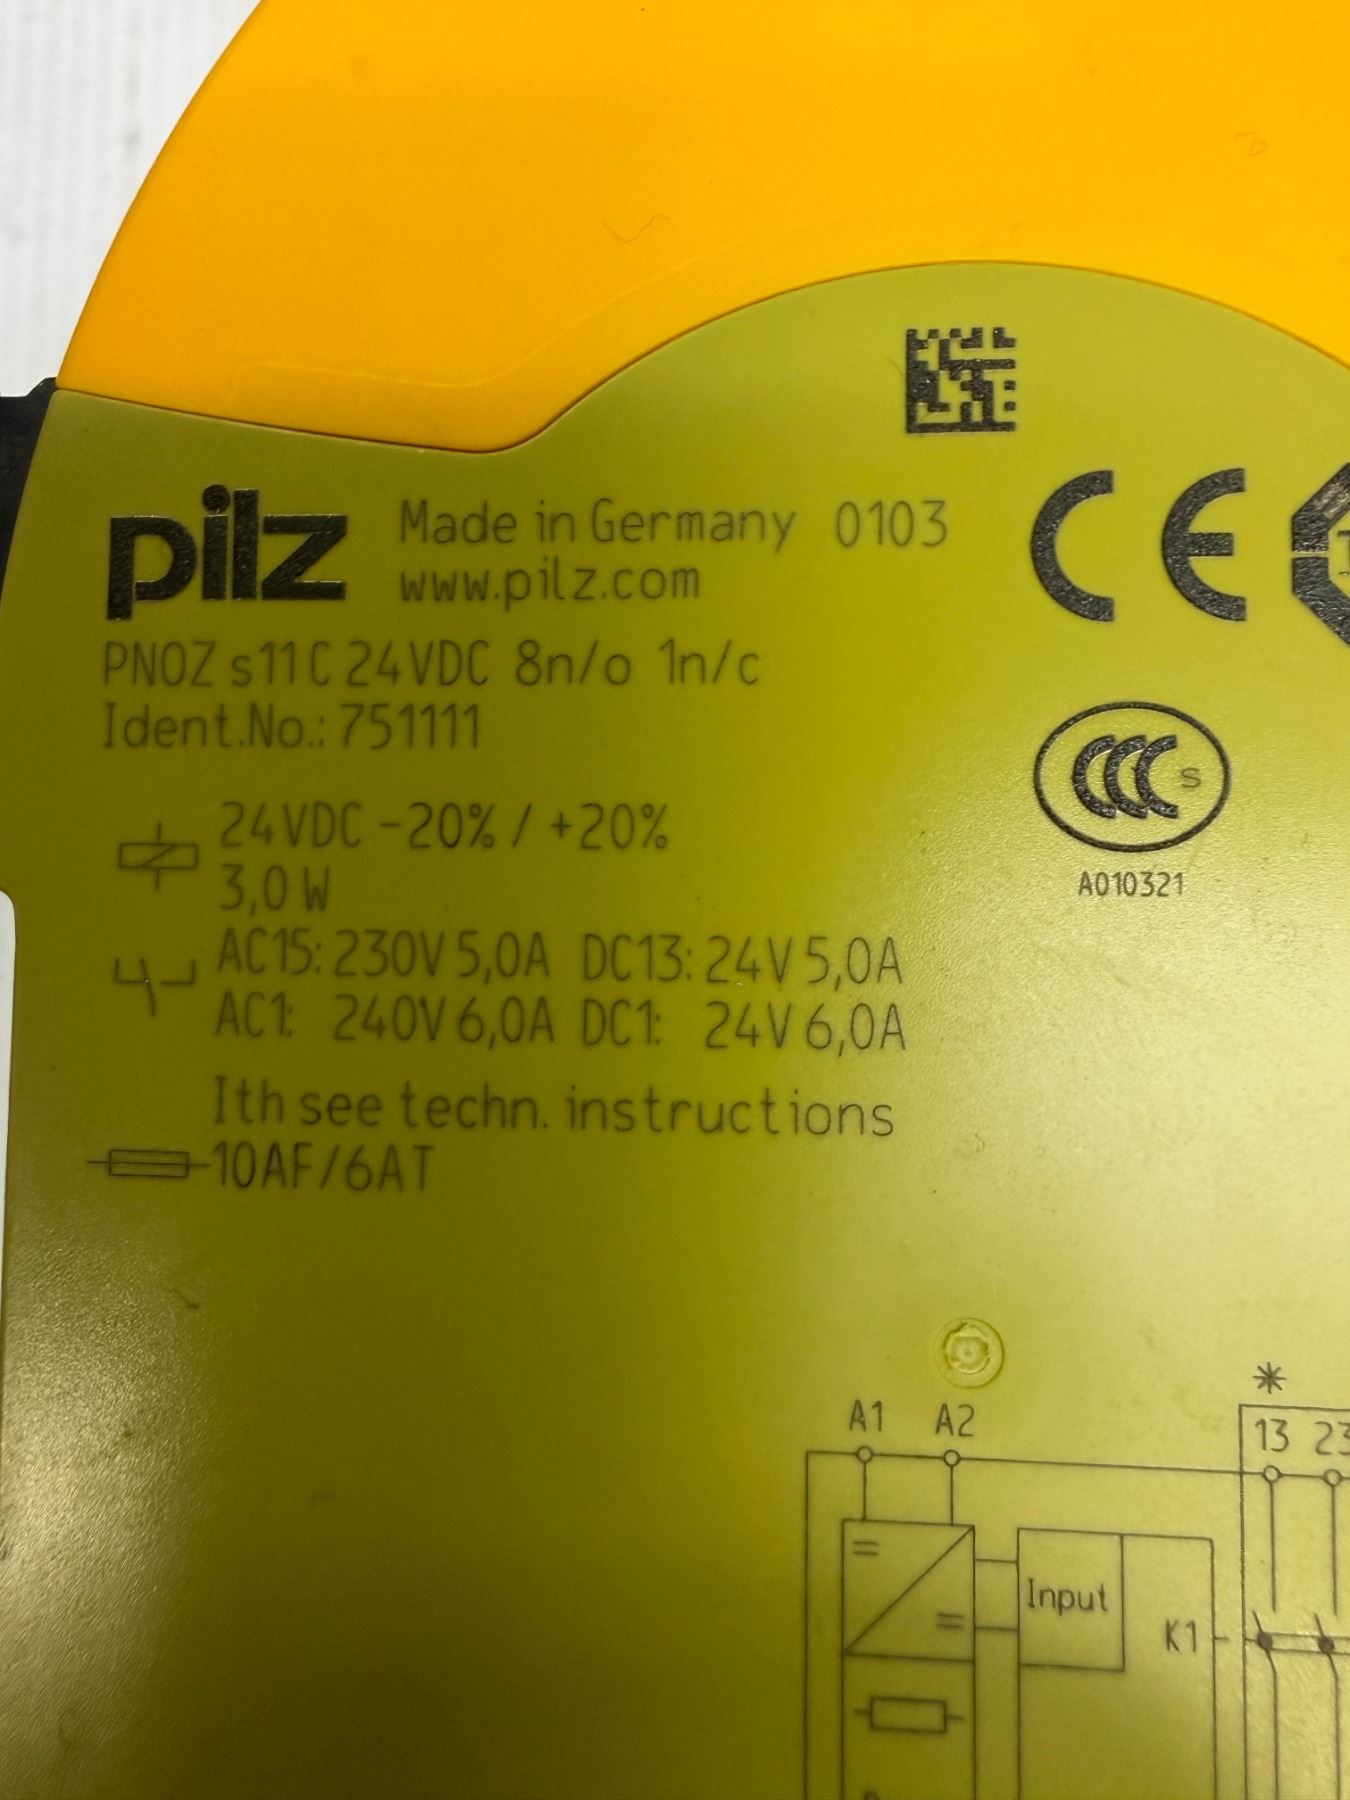 pilz Made in Germany 0103
www.pilz.com
CE
PNOZ s11 C 24VDC 8n/o 1n/c
Ident.No.: 751111
CCC S
A010321
24VDC -20% / +20%
3,0 W
AC15: 230V 5,0A DC13: 24V 5,0A
AC1: 240V 6,0A DC1: 24V 6,0A
Ith see techn. instructions
10AF/6AT
*
A1 A2 13 23
Input
K1